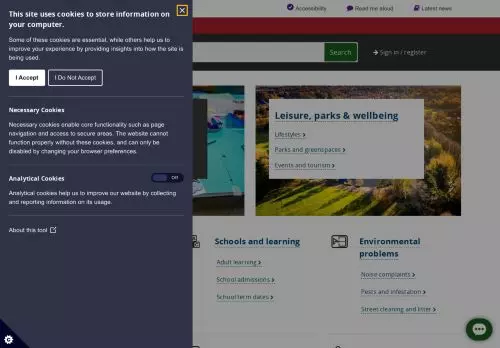 This site uses cookies to store information on
your computer.
Some of these cookies are essential, while others help us to
improve your experience by providing insights into how the site is
being used.
I Accept
I Do Not Accept
Necessary Cookies
Necessary cookies enable core functionality such as page
navigation and access to secure areas. The website cannot
function properly without these cookies, and can only be
disabled by changing your browser preferences.
Analytical Cookies
Off
Analytical cookies help us to improve our website by collecting
and reporting information on its usage.
About this tool
Accessibility
Read me aloud
Latest news
Search
Sign in / register
Leisure, parks & wellbeing
Lifestyles
Parks and greenspaces
Events and tourism
Schools and learning
Adult learning
School admissions
School term dates
Environmental
problems
Noise complaints
Pests and infestation
Street cleaning and litter